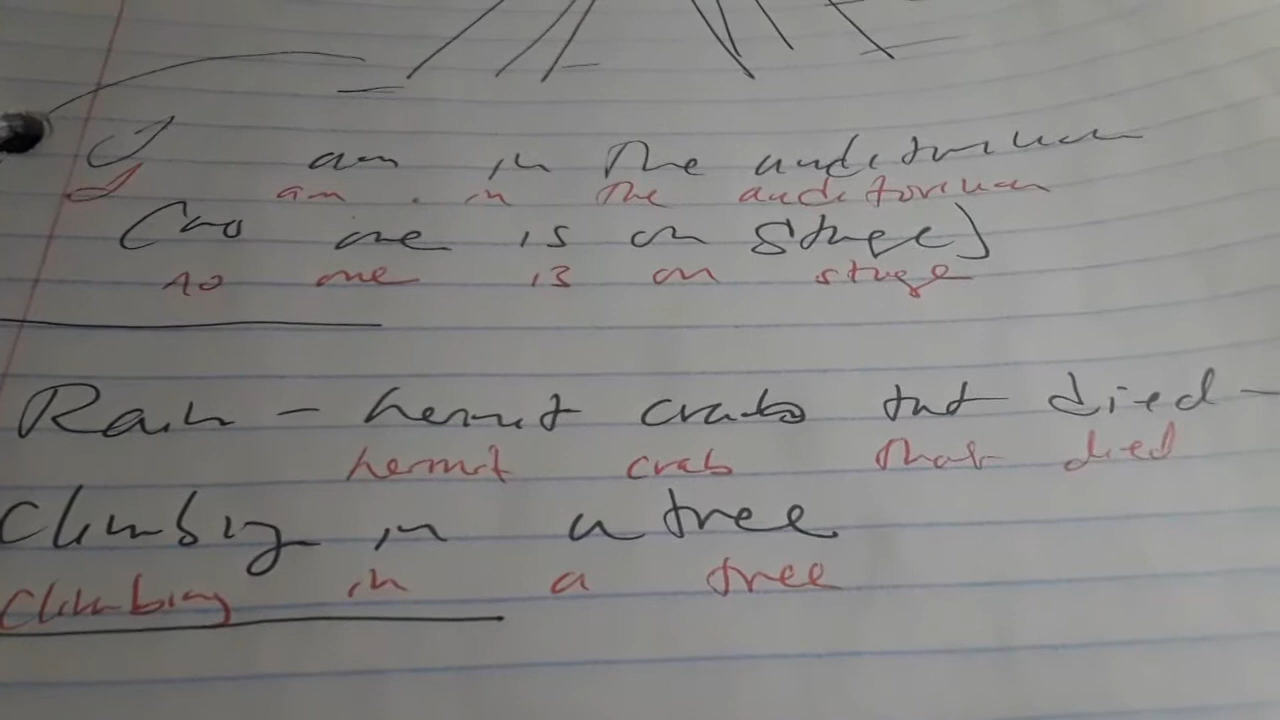 I am in the auditorium
I am in the auditorium
(no one is on stage)
no one is on stage
Rain - hermit crabs that died -
hermit crab that died
Climbing in a tree
Climbing in a tree